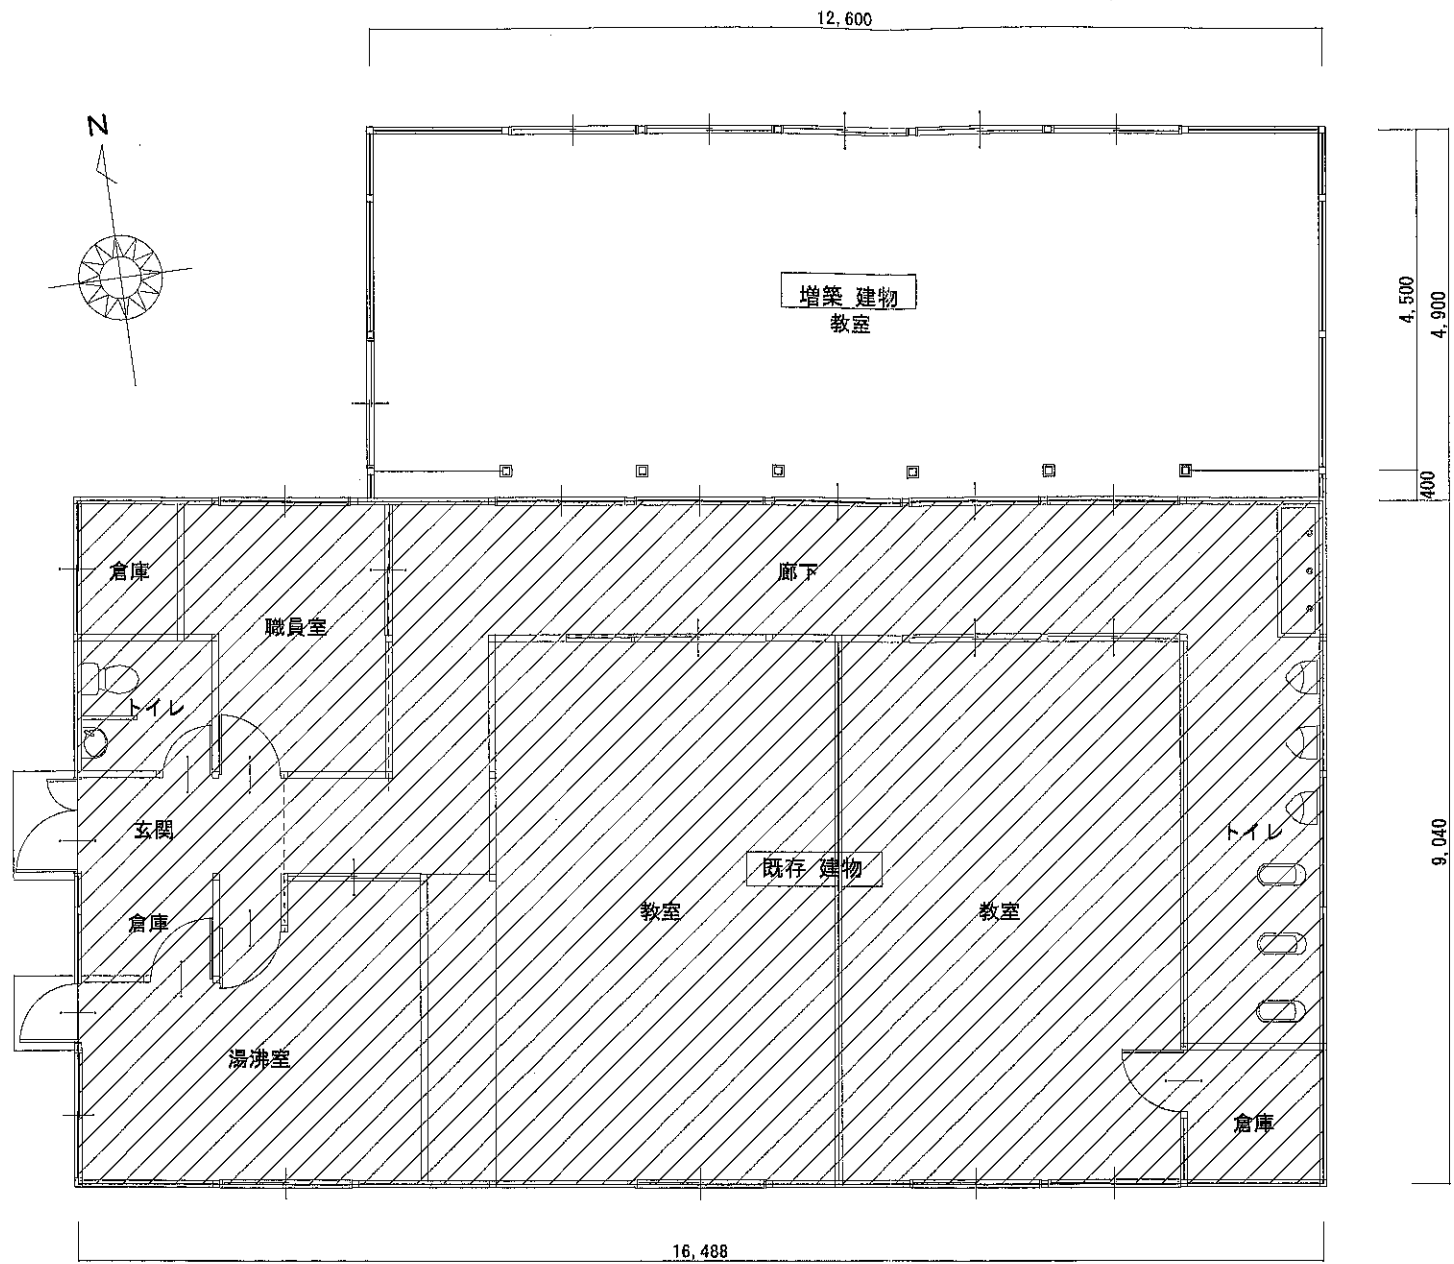 12,600
N
増築 建物
教室
4,500
4,900
400
倉庫
職員室
廊下
トイレ
玄関
倉庫
湯沸室
既存 建物
教室
教室
トイレ
倉庫
9,040
16,488